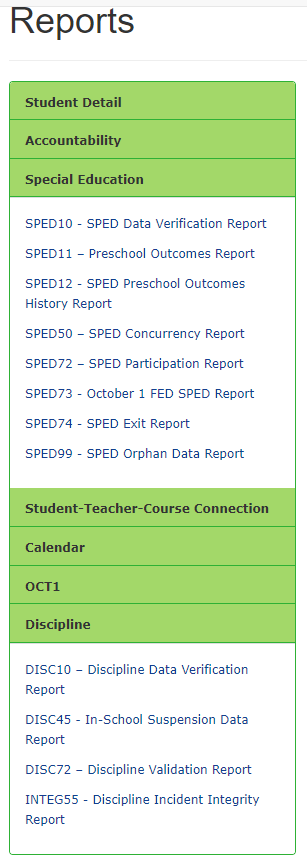 Reports
Student Detail
Accountability
Special Education
SPED10 - SPED Data Verification Report
SPED11 – Preschool Outcomes Report
SPED12 - SPED Preschool Outcomes
History Report
SPED50 – SPED Concurrency Report
SPED72 – SPED Participation Report
SPED73 - October 1 FED SPED Report
SPED74 - SPED Exit Report
SPED99 - SPED Orphan Data Report
Student-Teacher-Course Connection
Calendar
OCT1
Discipline
DISC10 – Discipline Data Verification
Report
DISC45 - In-School Suspension Data
Report
DISC72 – Discipline Validation Report
INTEG55 - Discipline Incident Integrity
Report